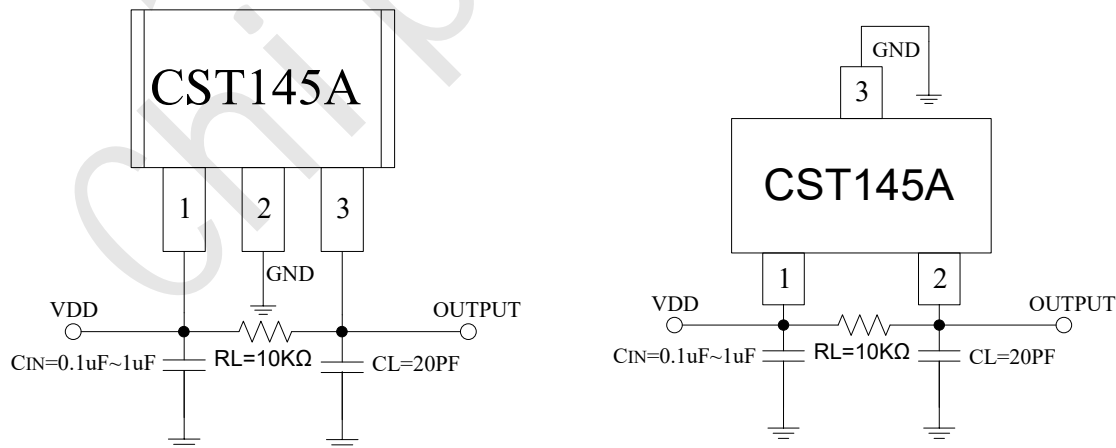 CST145A
1 2 3
GND
VDD
OUTPUT
CIN=0.1uF~1uF
RL=10KΩ
CL=20PF
GND
3
CST145A
1 2
VDD
OUTPUT
CIN=0.1uF~1uF
RL=10KΩ
CL=20PF
Chip